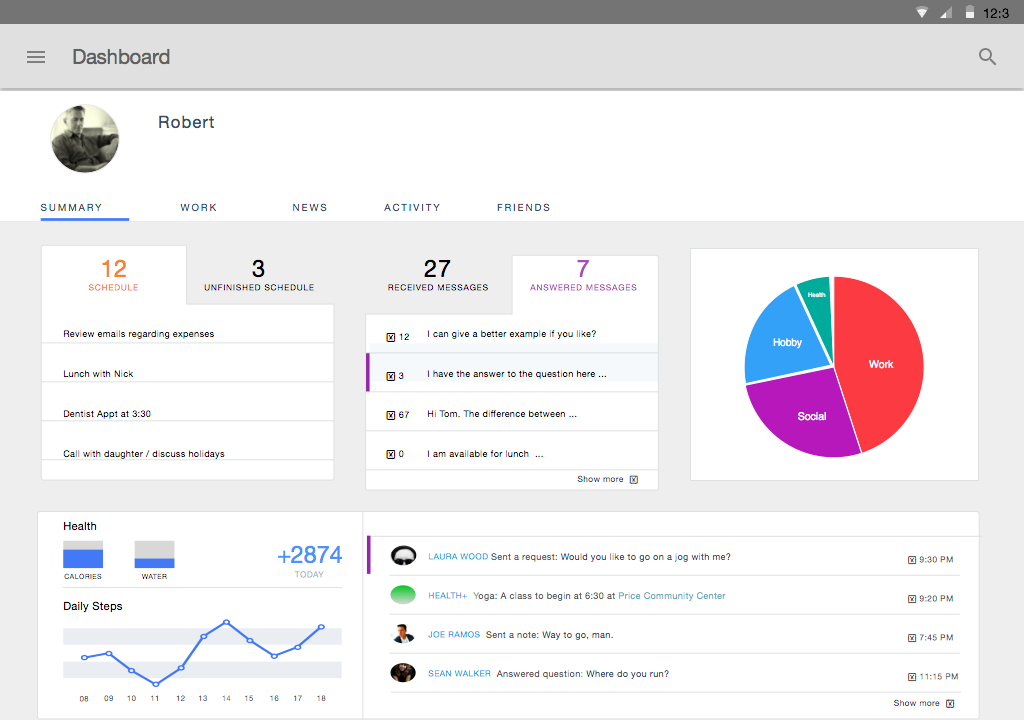 12:3
Dashboard
Robert
SUMMARY WORK NEWS ACTIVITY FRIENDS
12
SCHEDULE
3
UNFINISHED SCHEDULE
Review emails regarding expenses
Lunch with Nick
Dentist Appt at 3:30
Call with daughter / discuss holidays
27
RECEIVED MESSAGES
7
ANSWERED MESSAGES
12 I can give a better example if you like?
3 I have the answer to the question here ...
67 Hi Tom. The difference between ...
0 I am available for lunch ...
Show more
Health
Work
Hobby
Social
Health
CALORIES
WATER
+2874
TODAY
Daily Steps
08 09 10 11 12 13 14 15 16 17 18
LAURA WOOD Sent a request: Would you like to go on a jog with me? 9:30 PM
HEALTH+ Yoga: A class to begin at 6:30 at Price Community Center 9:20 PM
JOE RAMOS Sent a note: Way to go, man. 7:45 PM
SEAN WALKER Answered question: Where do you run? 11:15 PM
Show more